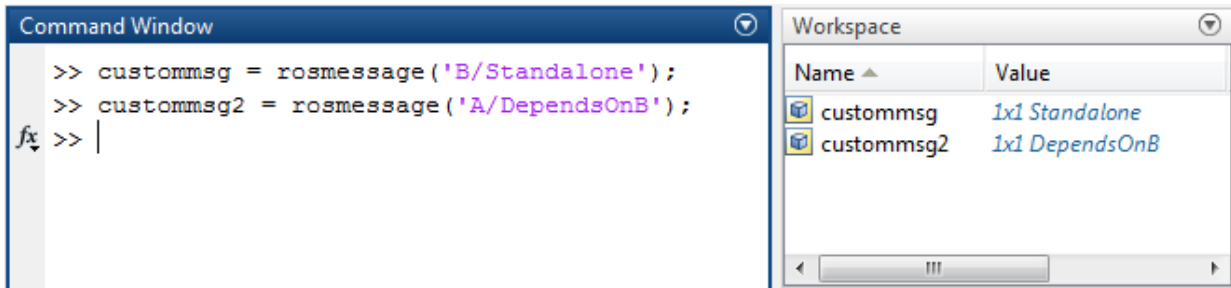 Command Window
>> custommsg = rosmessage('B/Standalone');
>> custommsg2 = rosmessage('A/DependsOnB');
fx >>
Workspace
Name Value
custommsg 1x1 Standalone
custommsg2 1x1 DependsOnB